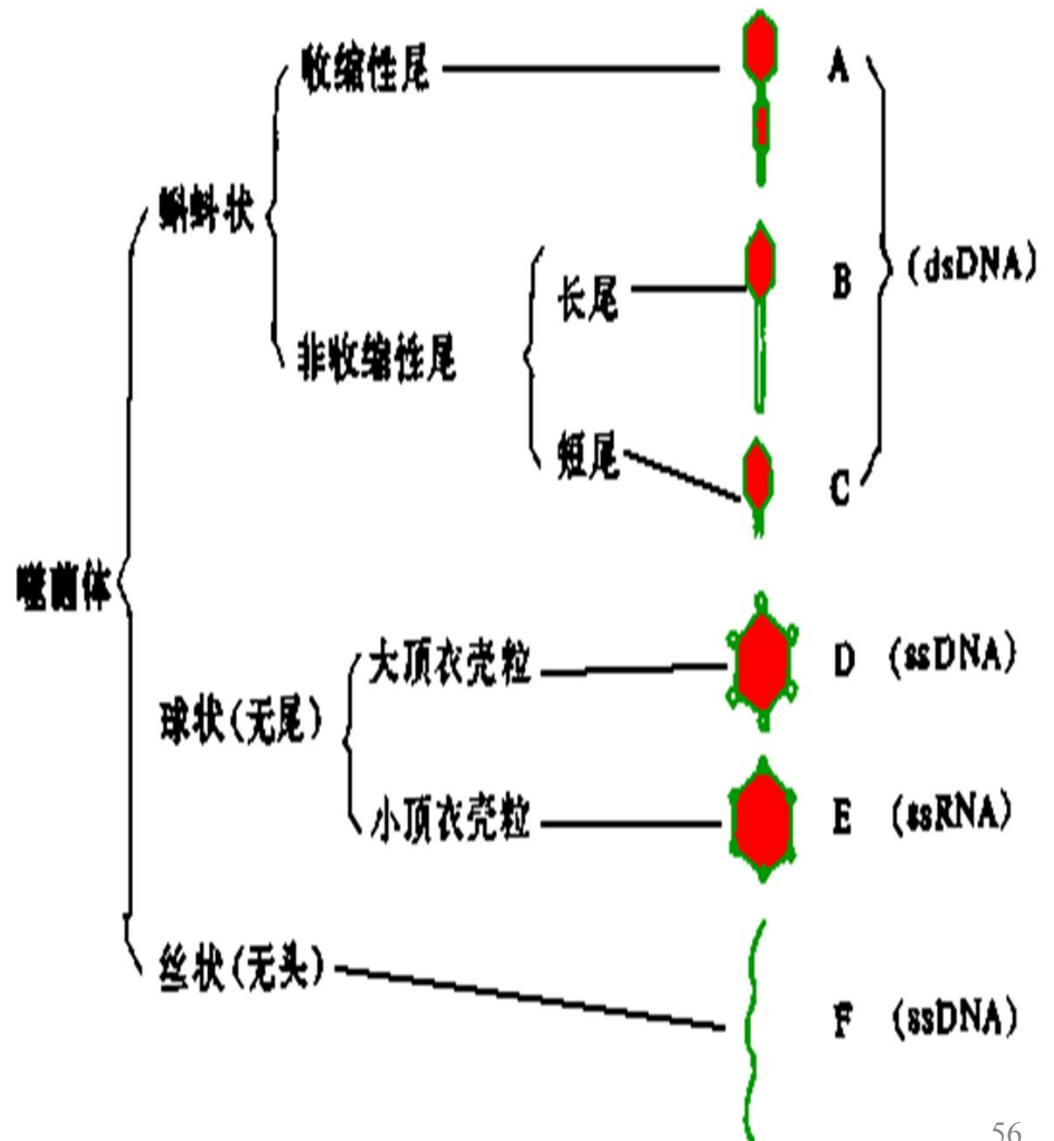 收缩性尾 A
蝌蚪状
长尾 B (dsDNA)
非收缩性尾
短尾 C
噬菌体
大顶衣壳粒 D (ssDNA)
球状(无尾)
小顶衣壳粒 E (ssRNA)
丝状(无头)
F (ssDNA)
56